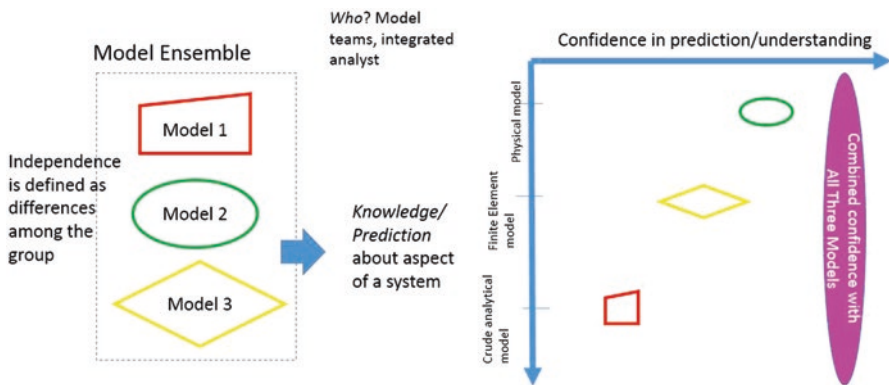 Who? Model
teams, integrated
analyst
Model Ensemble
Model 1
Model 2
Model 3
Independence
is defined as
differences
among the
group
Knowledge/
Prediction
about aspect
of a system
Confidence in prediction/understanding
Physical model
Finite Element
model
Crude analytical
model
Combined confidence with
All Three Models